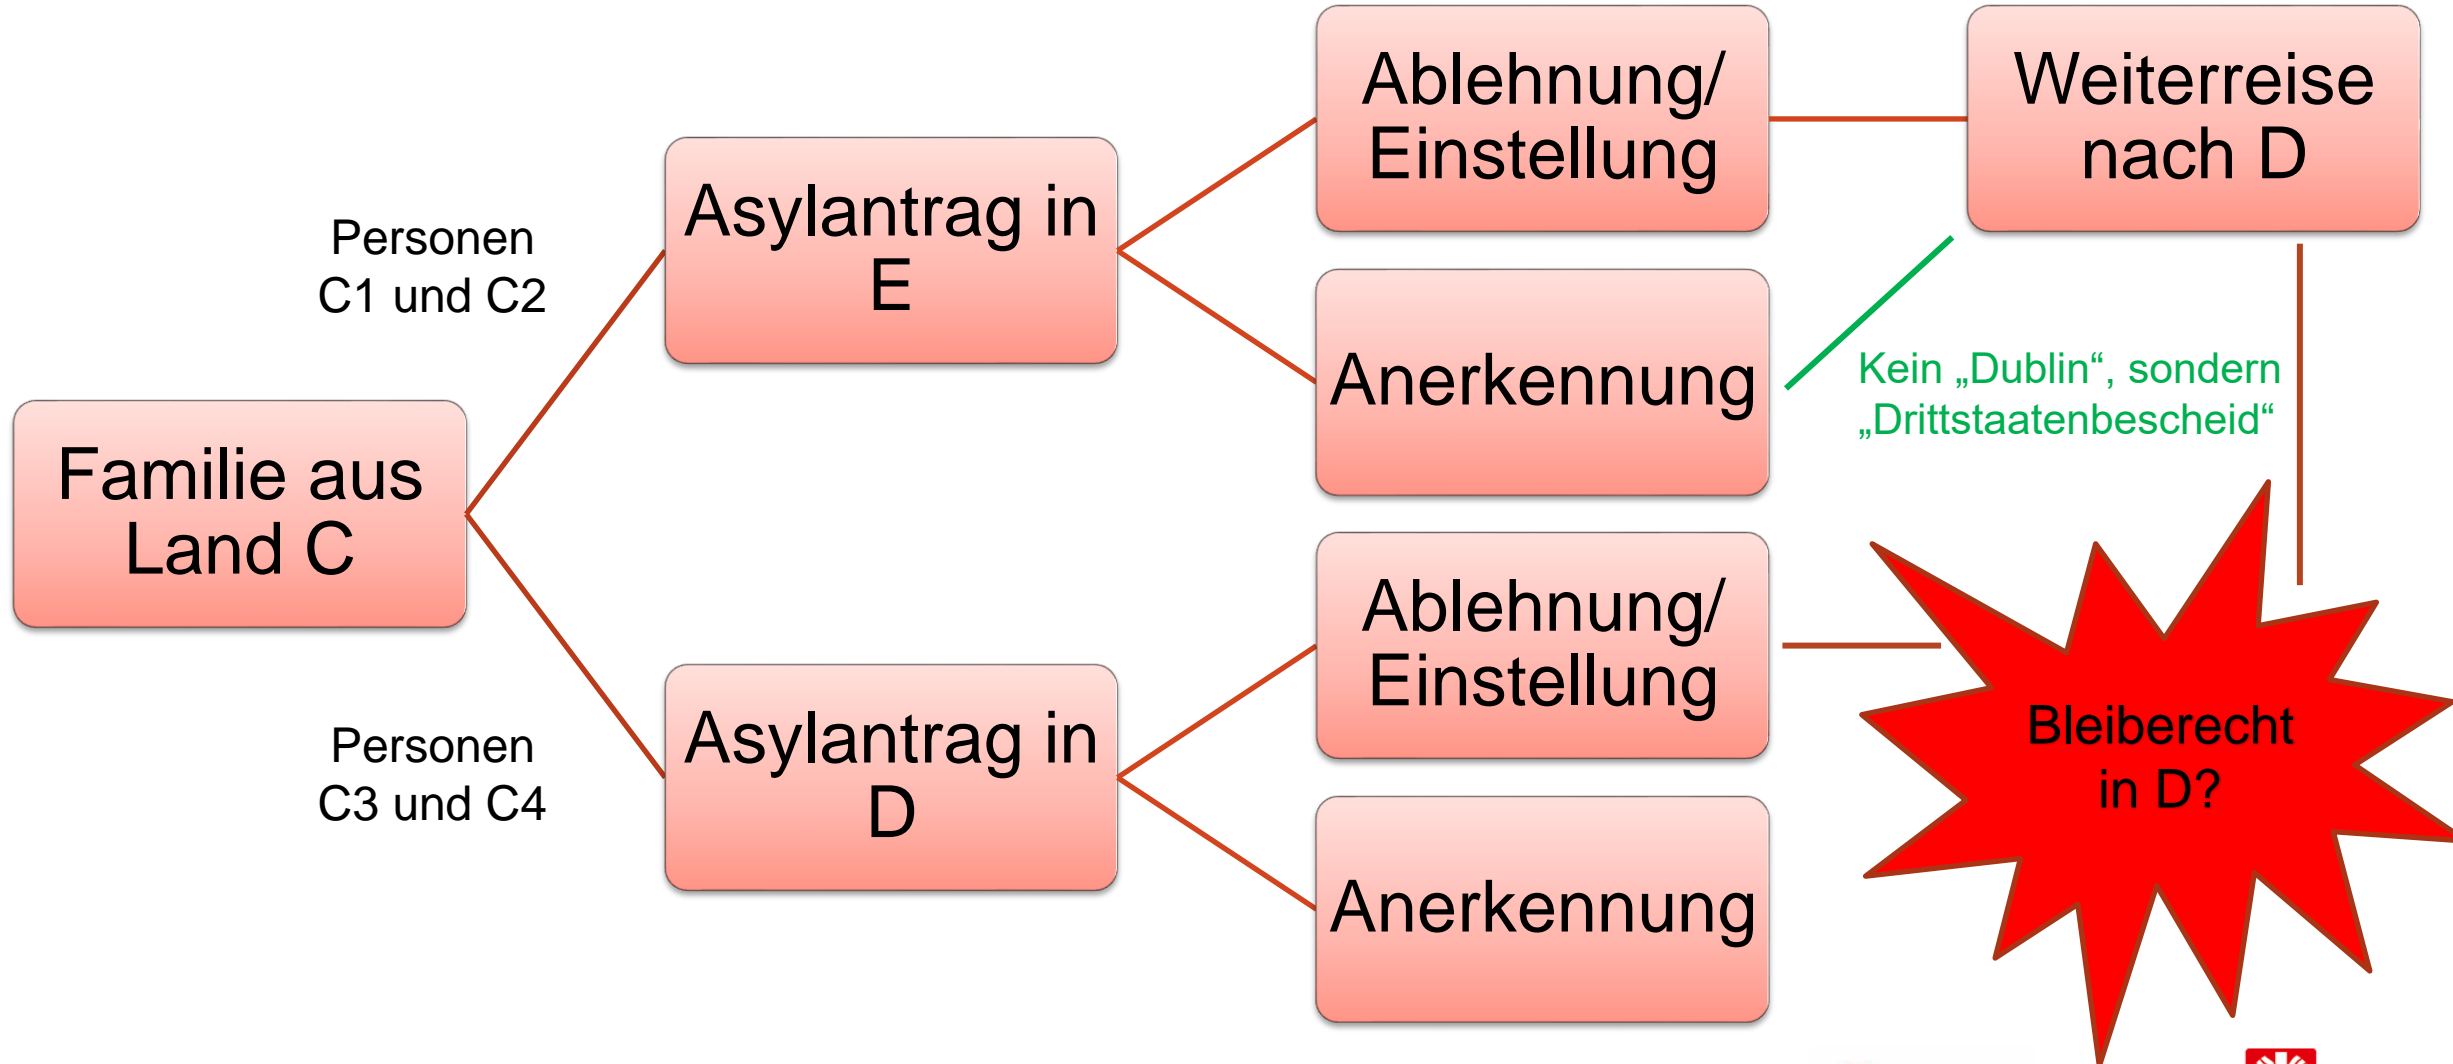 Familie aus
Land C
Personen
C1 und C2
Asylantrag in
E
Ablehnung/
Einstellung
Weiterreise
nach D
Anerkennung
Kein „Dublin“, sondern
„Drittstaatenbescheid“
Personen
C3 und C4
Asylantrag in
D
Ablehnung/
Einstellung
Anerkennung
Bleiberecht
in D?